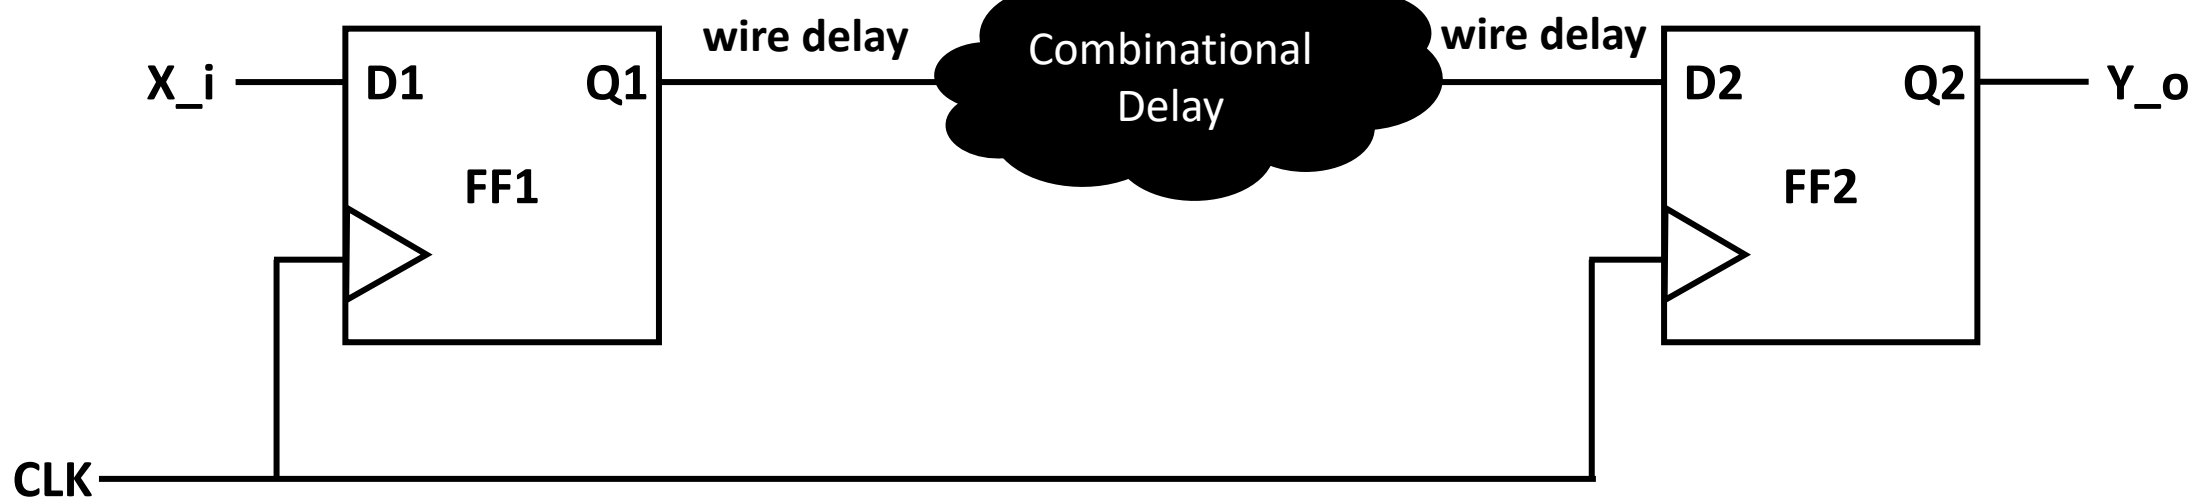 wire delay
Combinational
Delay
wire delay
X_i
D1
Q1
D2
Q2
Y_o
FF1
FF2
CLK